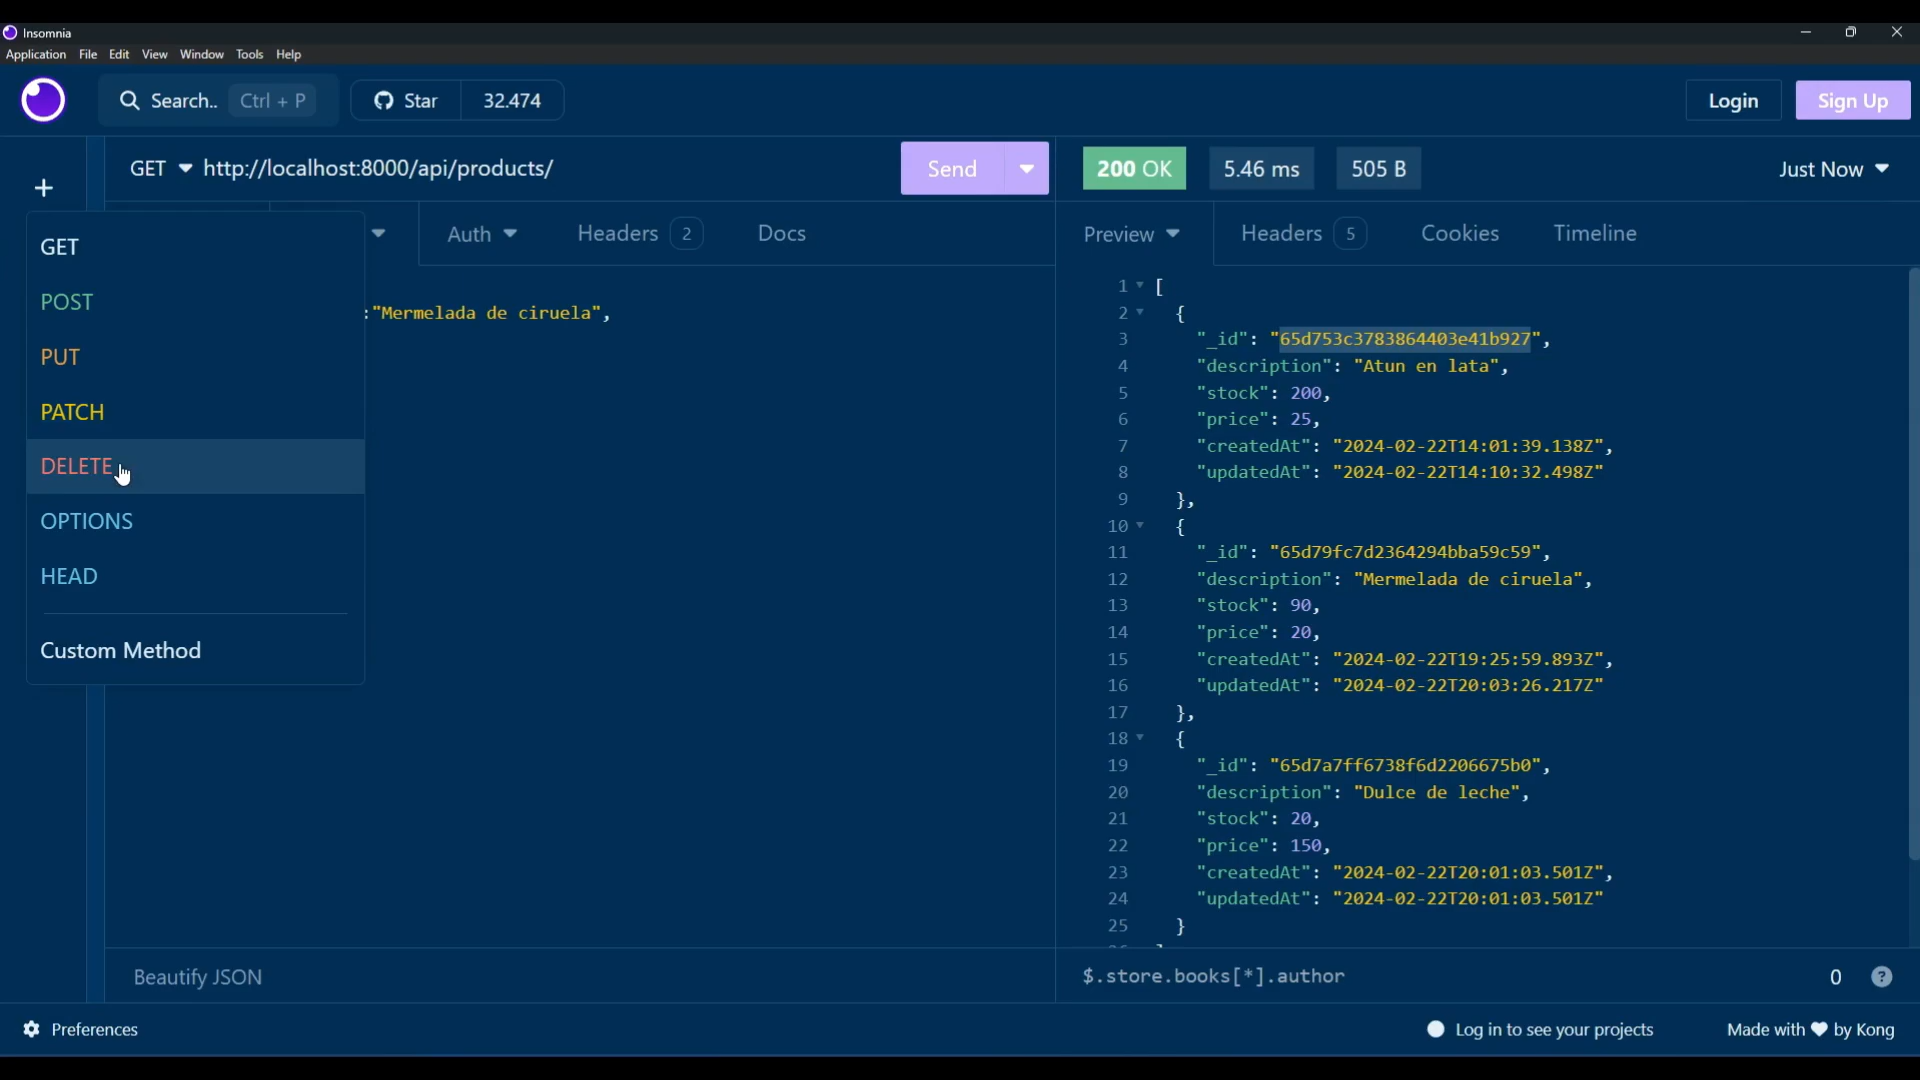 Insomnia
Application File Edit View Window Tools Help
Search.. Ctrl + P Star 32.474 Login Sign Up
GET http://localhost:8000/api/products/ Send 200 OK 5.46 ms 505 B Just Now
Auth Headers 2 Docs Preview Headers 5 Cookies Timeline
GET
POST
PUT
PATCH
DELETE
OPTIONS
HEAD
Custom Method
:"Mermelada de ciruela",
1 [
2 {
3 "_id": "65d753c3783864403e41b927",
4 "description": "Atun en lata",
5 "stock": 200,
6 "price": 25,
7 "createdAt": "2024-02-22T14:01:39.138Z",
8 "updatedAt": "2024-02-22T14:10:32.498Z"
9 },
10 {
11 "_id": "65d79fc7d2364294bba59c59",
12 "description": "Mermelada de ciruela",
13 "stock": 90,
14 "price": 20,
15 "createdAt": "2024-02-22T19:25:59.893Z",
16 "updatedAt": "2024-02-22T20:03:26.217Z"
17 },
18 {
19 "_id": "65d7a7ff6738f6d2206675b0",
20 "description": "Dulce de leche",
21 "stock": 20,
22 "price": 150,
23 "createdAt": "2024-02-22T20:01:03.501Z",
24 "updatedAt": "2024-02-22T20:01:03.501Z"
25 }
Beautify JSON $.store.books[*].author 0 ?
Preferences Log in to see your projects Made with ♥ by Kong